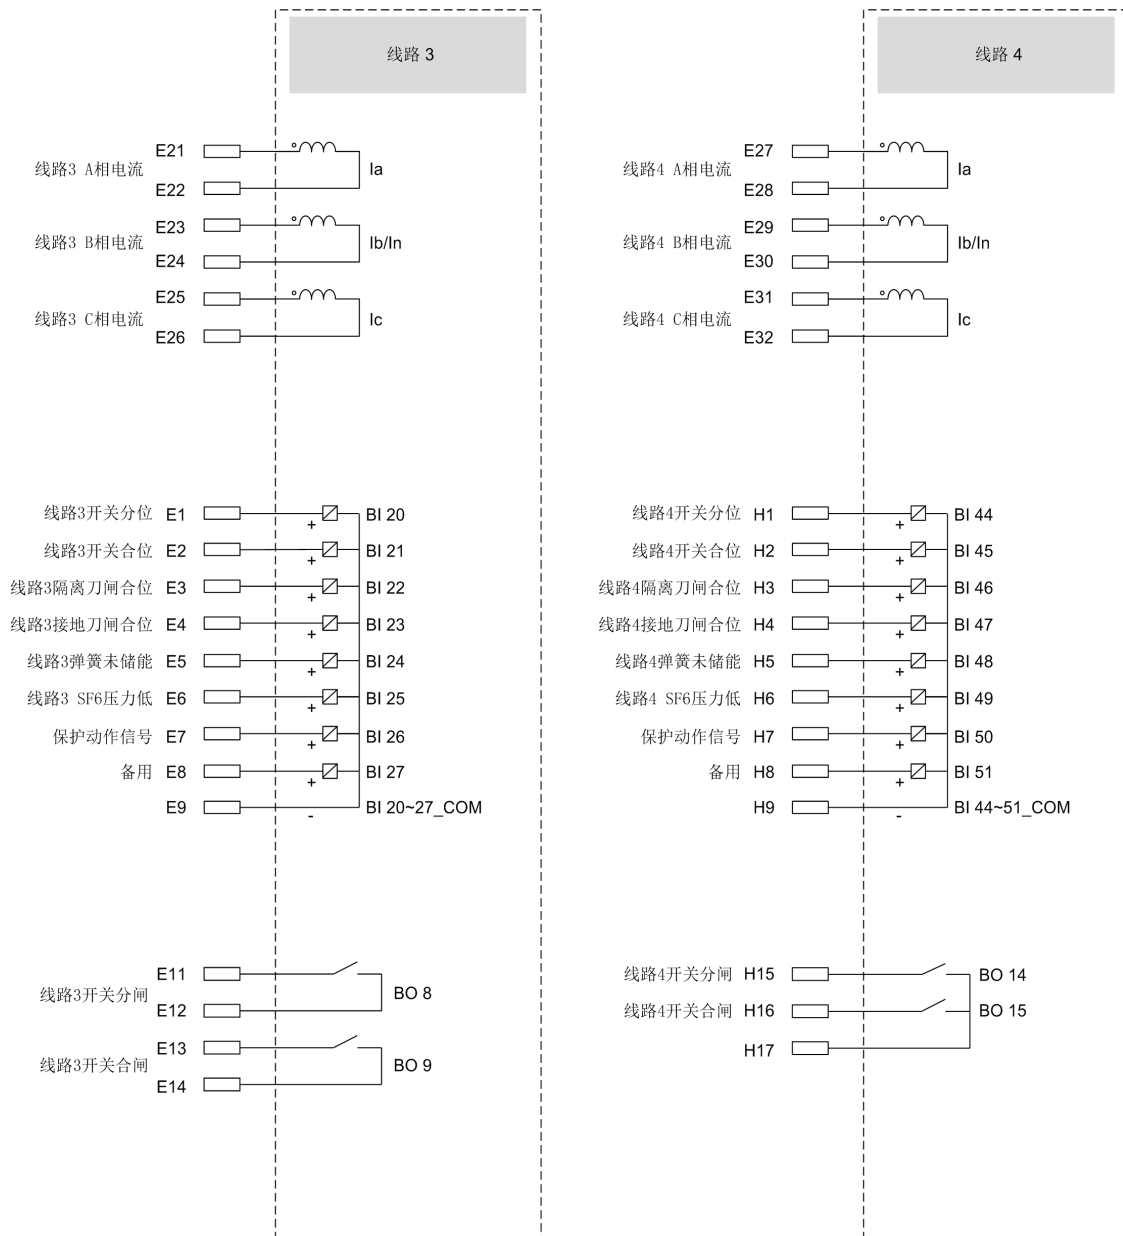 线路 3
E21
线路3 A相电流
Ia
E22
E23
线路3 B相电流
Ib/In
E24
E25
线路3 C相电流
Ic
E26
线路3开关分位 E1 + BI 20
线路3开关合位 E2 + BI 21
线路3隔离刀闸合位 E3 + BI 22
线路3接地刀闸合位 E4 + BI 23
线路3弹簧未储能 E5 + BI 24
线路3 SF6压力低 E6 + BI 25
保护动作信号 E7 + BI 26
备用 E8 + BI 27
E9 - BI 20~27_COM
E11
线路3开关分闸
BO 8
E12
E13
线路3开关合闸
BO 9
E14
线路 4
E27
线路4 A相电流
Ia
E28
E29
线路4 B相电流
Ib/In
E30
E31
线路4 C相电流
Ic
E32
线路4开关分位 H1 + BI 44
线路4开关合位 H2 + BI 45
线路4隔离刀闸合位 H3 + BI 46
线路4接地刀闸合位 H4 + BI 47
线路4弹簧未储能 H5 + BI 48
线路4 SF6压力低 H6 + BI 49
保护动作信号 H7 + BI 50
备用 H8 + BI 51
H9 - BI 44~51_COM
线路4开关分闸 H15 BO 14
线路4开关合闸 H16 BO 15
H17